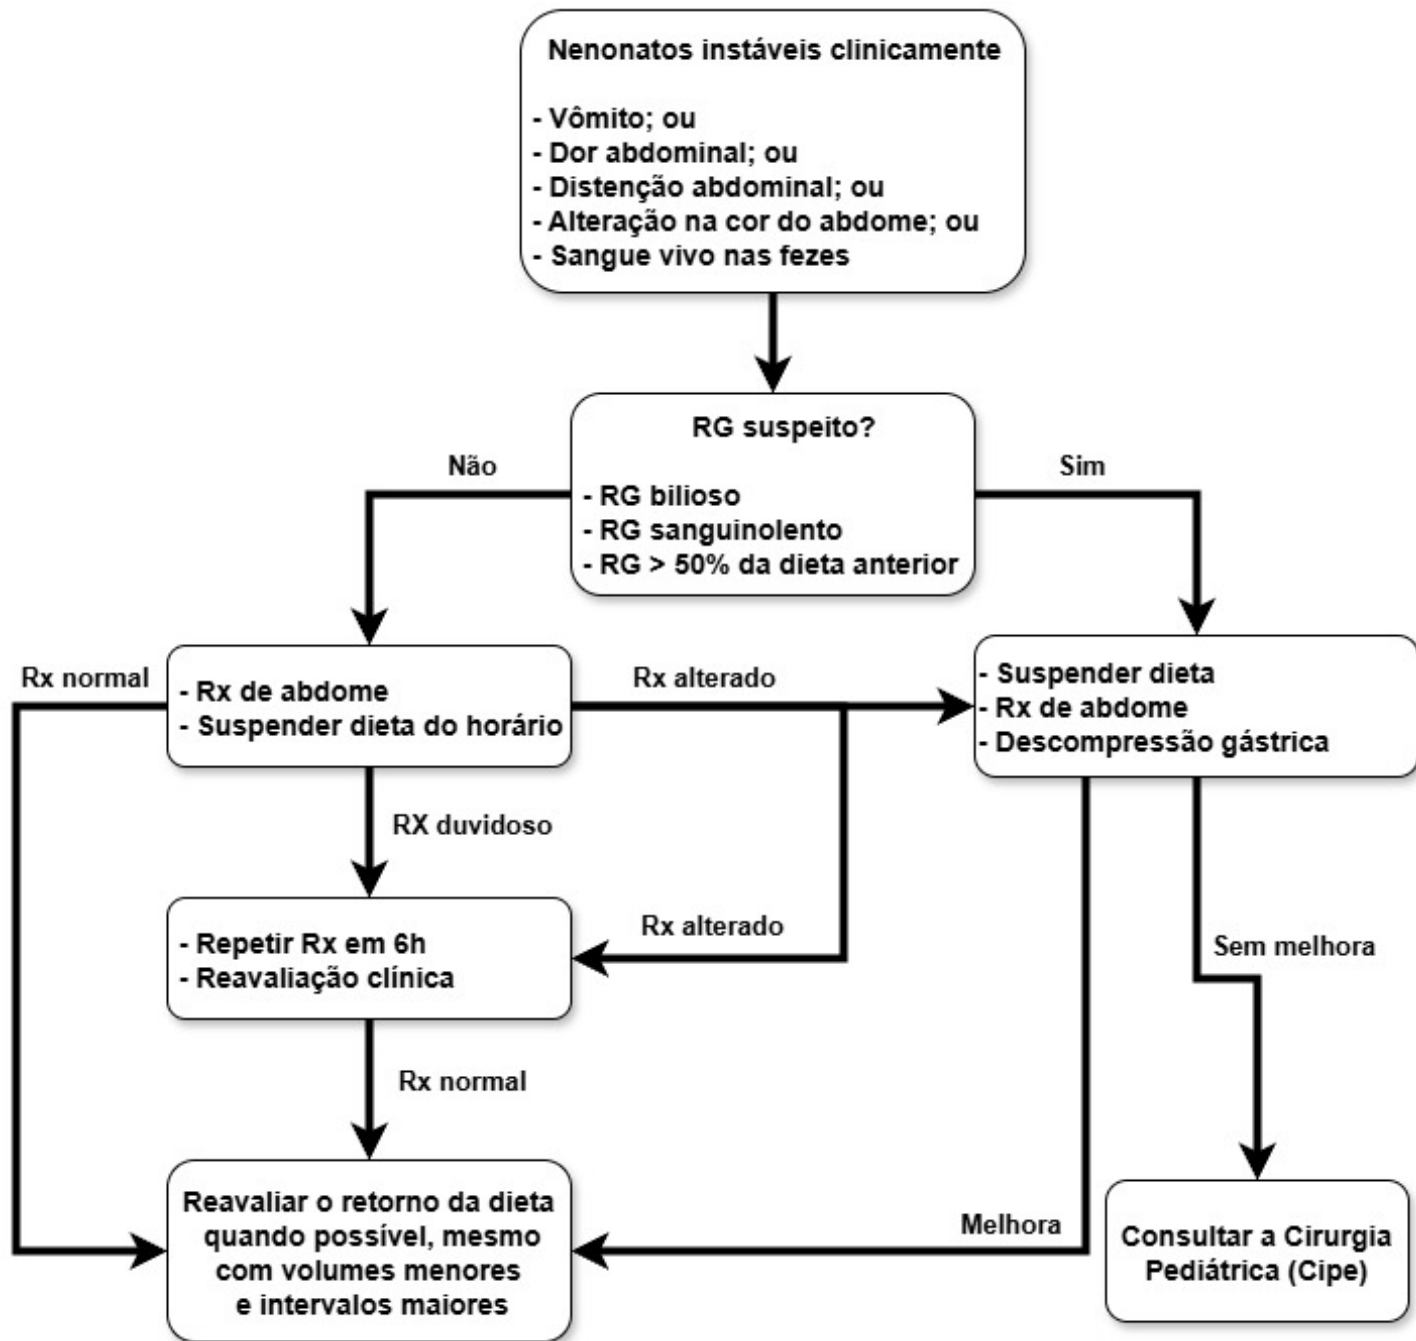 Nenonatos instáveis clinicamente
- Vômito; ou
- Dor abdominal; ou
- Distenção abdominal; ou
- Alteração na cor do abdome; ou
- Sangue vivo nas fezes
RG suspeito?
- RG bilioso
- RG sanguinolento
- RG > 50% da dieta anterior
Não
Sim
Rx normal
- Rx de abdome
- Suspender dieta do horário
Rx alterado
- Suspender dieta
- Rx de abdome
- Descompressão gástrica
RX duvidoso
- Repetir Rx em 6h
- Reavaliação clínica
Rx alterado
Sem melhora
Rx normal
Reavaliar o retorno da dieta
quando possível, mesmo
com volumes menores
e intervalos maiores
Melhora
Consultar a Cirurgia
Pediátrica (Cipe)